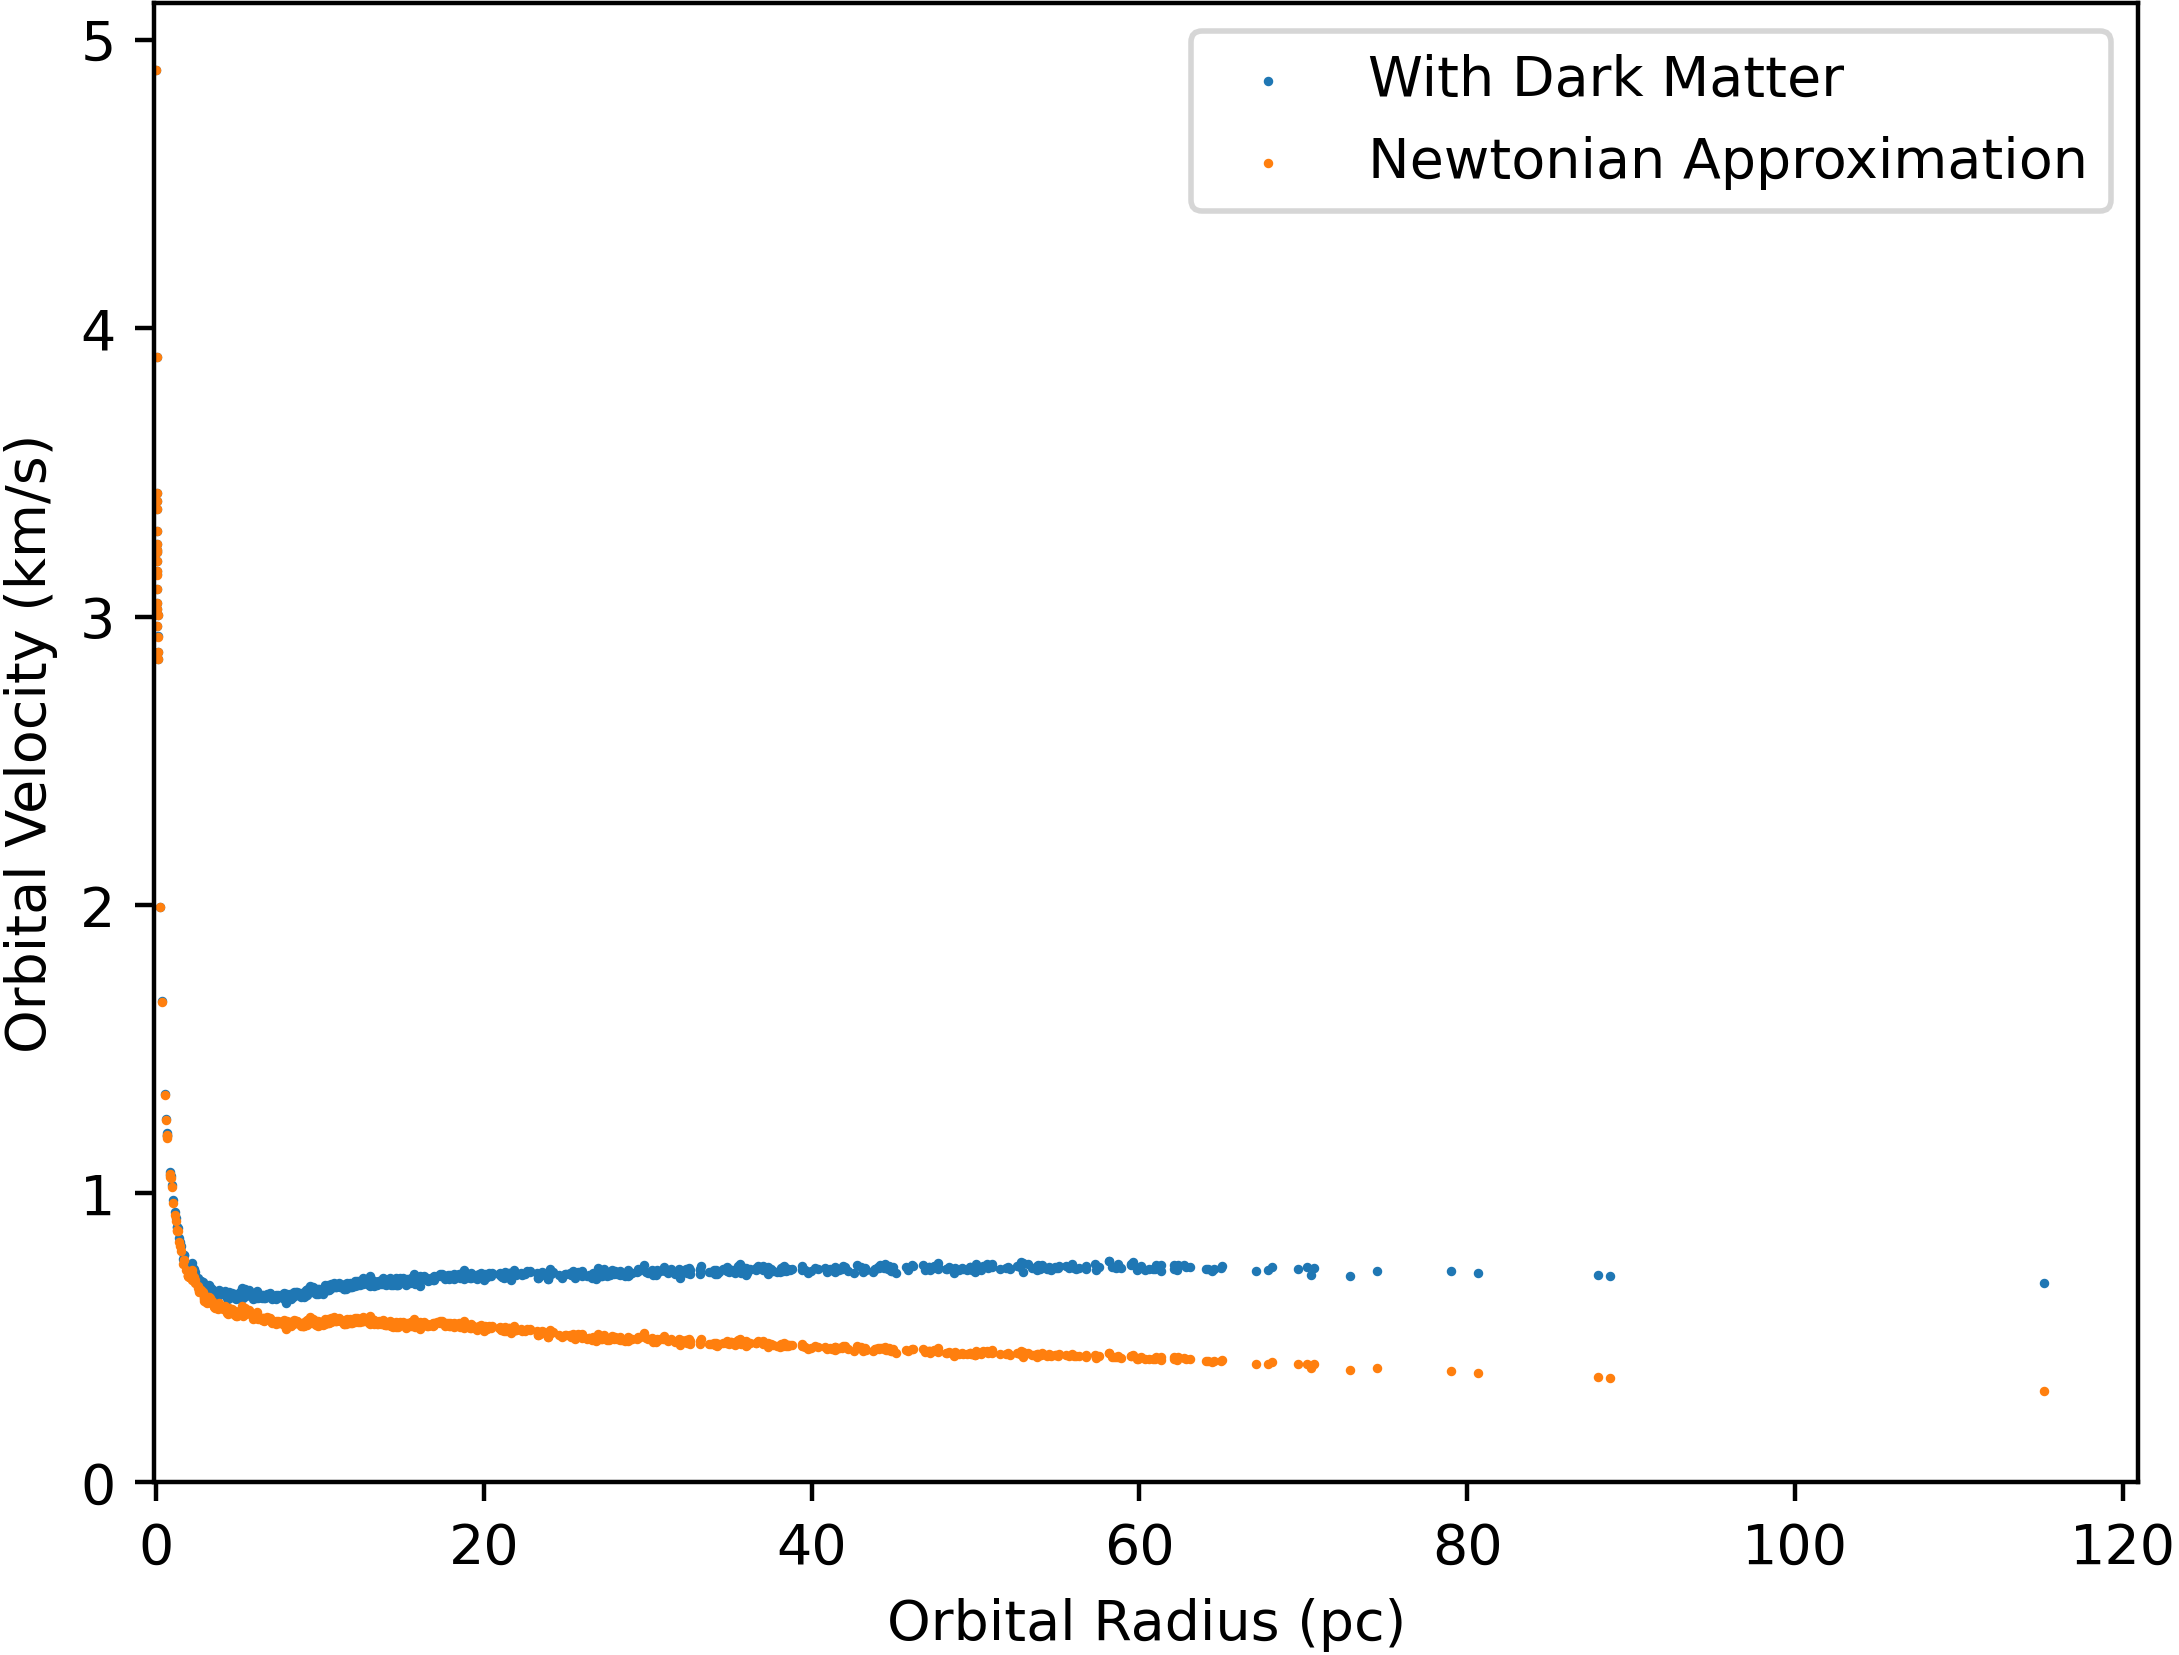 With Dark Matter
Newtonian Approximation
5
4
3
2
1
0
Orbital Velocity (km/s)
0 20 40 60 80 100 120
Orbital Radius (pc)